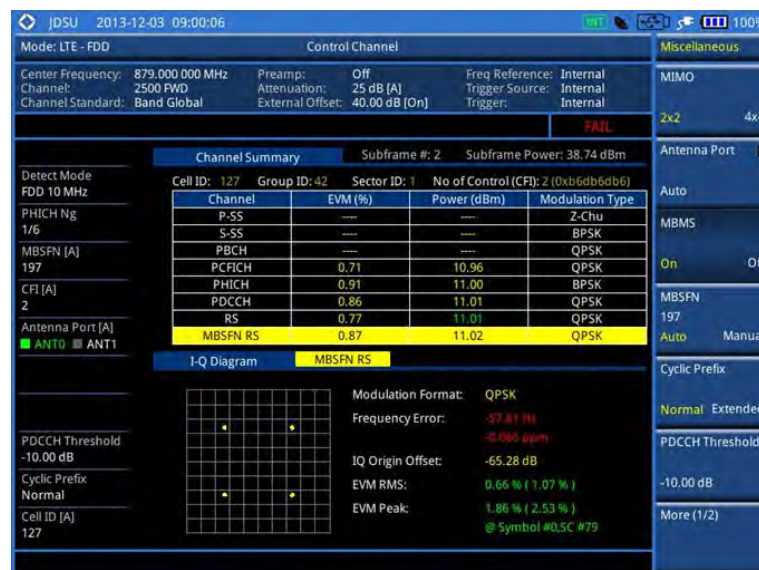 JDSU 2013-12-03 09:00:06 INT 100%
Mode: LTE - FDD Control Channel Miscellaneous
Center Frequency: 879.000 000 MHz Preamp: Off Freq Reference: Internal
Channel: 2500 FWD Attenuation: 25 dB [A] Trigger Source: Internal
Channel Standard: Band Global External Offset: 40.00 dB [On] Trigger: Internal
FAIL
MIMO
2x2 4x4
Channel Summary Subframe #: 2 Subframe Power: 38.74 dBm
Cell ID: 127 Group ID: 42 Sector ID: 1 No of Control (CFI): 2 (0xb6db6db6)
Channel EVM (%) Power (dBm) Modulation Type
P-SS ---- ---- Z-Chu
S-SS ---- ---- BPSK
PBCH ---- ---- QPSK
PCFICH 0.71 10.96 QPSK
PHICH 0.91 11.00 BPSK
PDCCH 0.86 11.01 QPSK
RS 0.77 11.01 QPSK
MBSFN RS 0.87 11.02 QPSK
Detect Mode
FDD 10 MHz
PHICH Ng
1/6
MBSFN [A]
197
CFI [A]
2
Antenna Port [A]
ANT0 ANT1
PDCCH Threshold
-10.00 dB
Cyclic Prefix
Normal
Cell ID [A]
127
I-Q Diagram MBSFN RS
Modulation Format: QPSK
Frequency Error:
IQ Origin Offset: -65.28 dB
EVM RMS: 0.66 % ( 1.07 % )
EVM Peak: 1.86 % ( 2.53 % )
@ Symbol #0,SC #79
Antenna Port
Auto
MBMS
On
MBSFN
197
Auto Manua
Cyclic Prefix
Normal Extended
PDCCH Threshold
-10.00 dB
More (1/2)